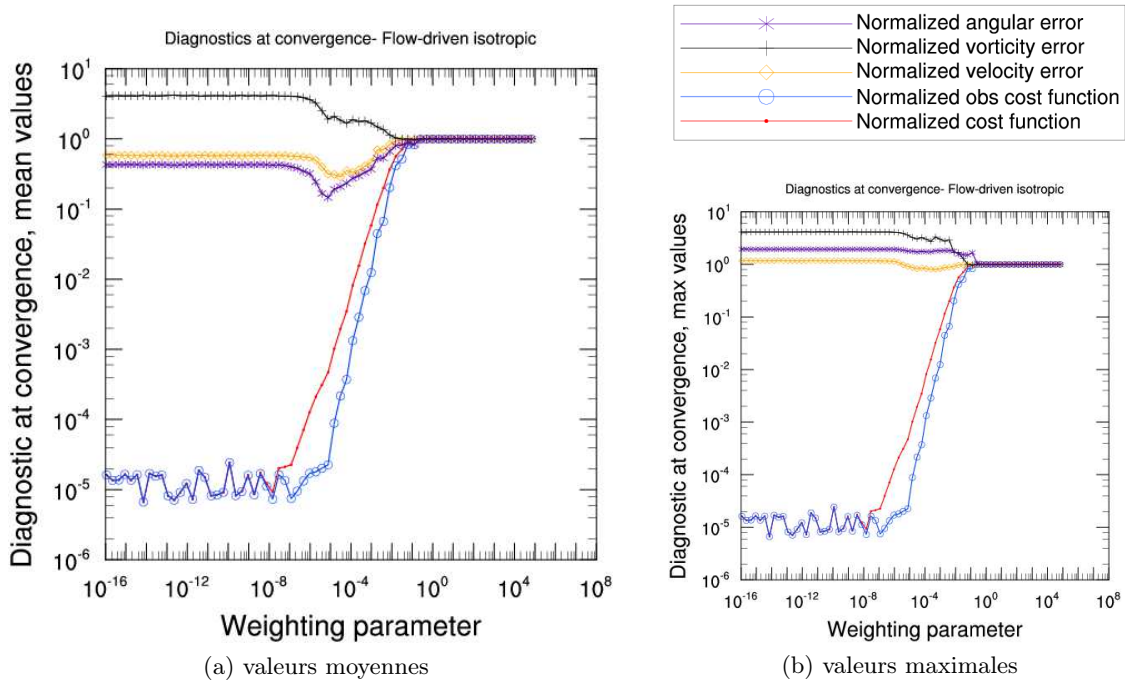 Diagnostics at convergence- Flow-driven isotropic
Diagnostic at convergence, mean values
10^1
10^0
10^-1
10^-2
10^-3
10^-4
10^-5
10^-6
10^-16
10^-12
10^-8
10^-4
10^0
10^4
10^8
Weighting parameter
(a) valeurs moyennes
Normalized angular error
Normalized vorticity error
Normalized velocity error
Normalized obs cost function
Normalized cost function
Diagnostics at convergence- Flow-driven isotropic
Diagnostic at convergence, max values
10^1
10^0
10^-1
10^-2
10^-3
10^-4
10^-5
10^-6
10^-16
10^-12
10^-8
10^-4
10^0
10^4
10^8
Weighting parameter
(b) valeurs maximales